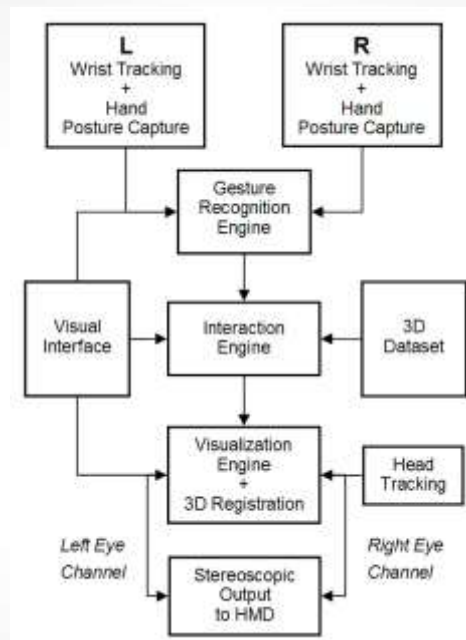 L
Wrist Tracking
+
Hand
Posture Capture
R
Wrist Tracking
+
Hand
Posture Capture
Gesture
Recognition
Engine
Visual
Interface
Interaction
Engine
3D
Dataset
Visualization
Engine
+
3D Registration
Head
Tracking
Left Eye
Channel
Right Eye
Channel
Stereoscopic
Output
to HMD